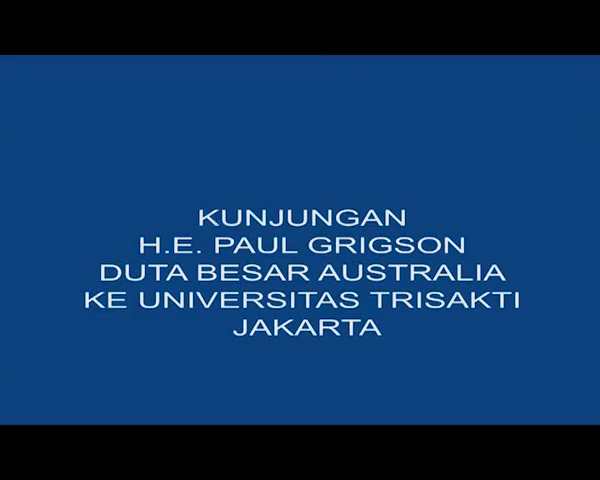 KUNJUNGAN
H.E. PAUL GRIGSON
DUTA BESAR AUSTRALIA
KE UNIVERSITAS TRISAKTI
JAKARTA